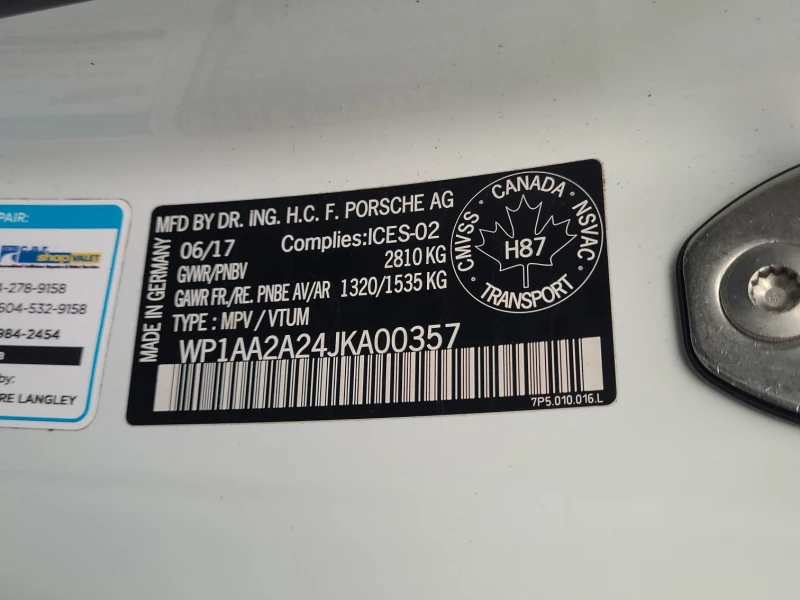 PAIR:
shop VALET
-278-9158
604-532-9158
984-2454
by:
RE LANGLEY
MADE IN GERMANY
MFD BY DR. ING. H.C. F. PORSCHE AG
06/17 Complies:ICES-02
GWR/PNBV 2810 KG
GAWR FR./RE. PNBE AV/AR 1320/1535 KG
TYPE : MPV / VTUM
WP1AA2A24JKA00357
7P5.010.016.L
CMVSS • CANADA • NSVAC
H87
TRANSPORT